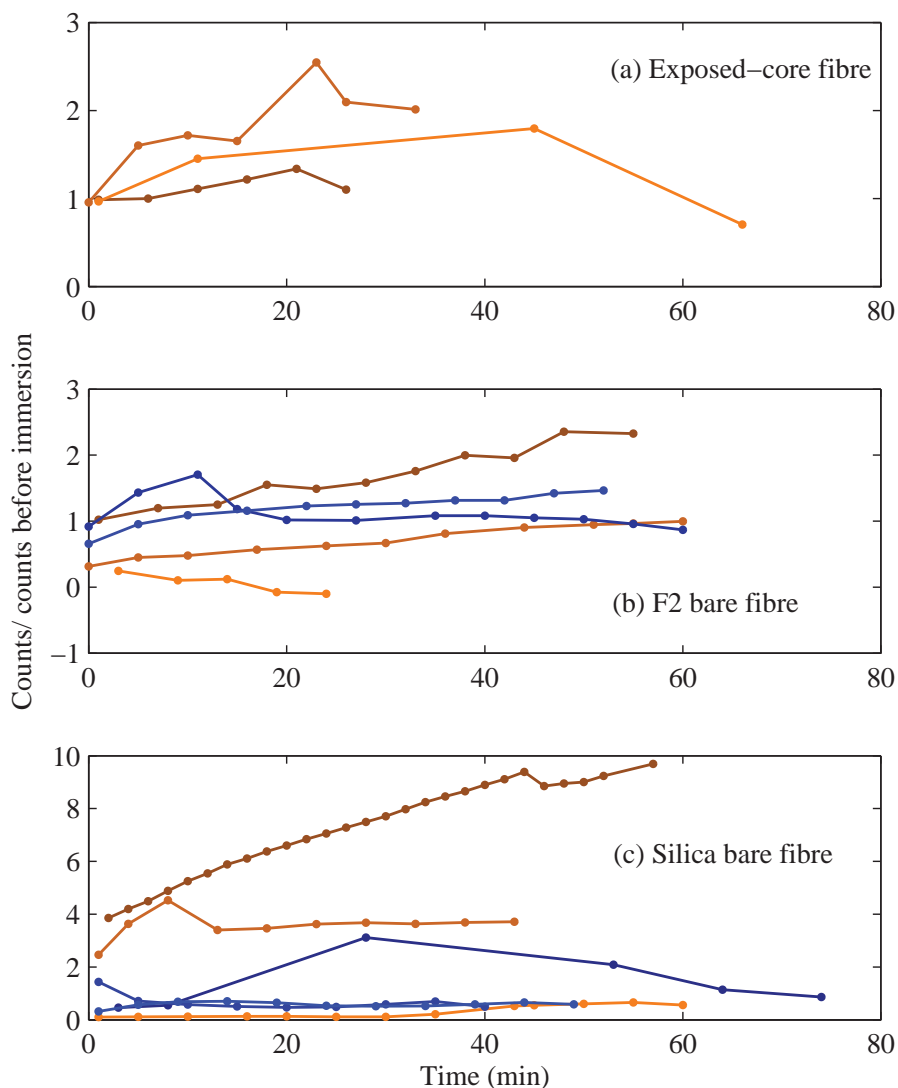 3
(a) Exposed−core fibre
2
1
0
0 20 40 60 80
Counts/ counts before immersion
3
2
1
0
(b) F2 bare fibre
−1
0 20 40 60 80
10
8
(c) Silica bare fibre
6
4
2
0
0 20 40 60 80
Time (min)